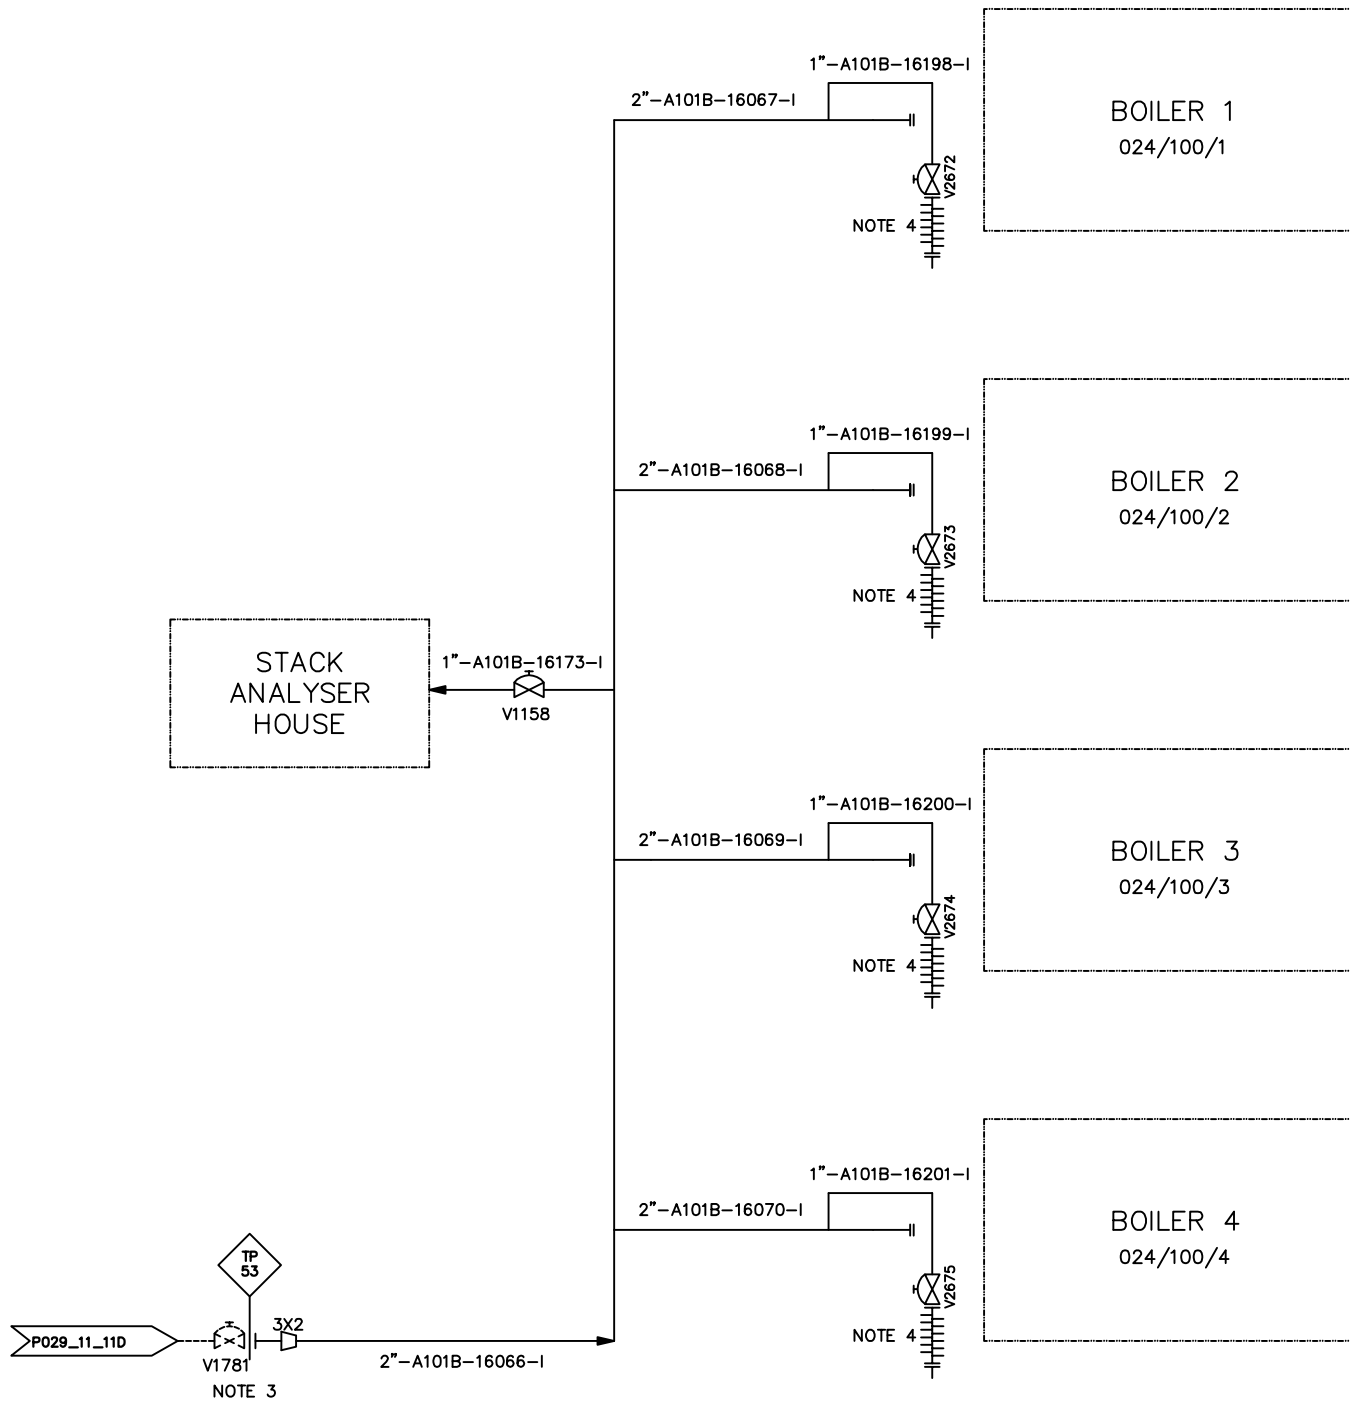 1"-A101B-16198-I
2"-A101B-16067-I
BOILER 1
024/100/1
V2672
NOTE 4
1"-A101B-16199-I
2"-A101B-16068-I
BOILER 2
024/100/2
V2673
NOTE 4
STACK
ANALYSER
HOUSE
1"-A101B-16173-I
V1158
1"-A101B-16200-I
2"-A101B-16069-I
BOILER 3
024/100/3
V2674
NOTE 4
1"-A101B-16201-I
2"-A101B-16070-I
BOILER 4
024/100/4
V2675
NOTE 4
TP
53
P029_11_11D
3X2
V1781
NOTE 3
2"-A101B-16066-I